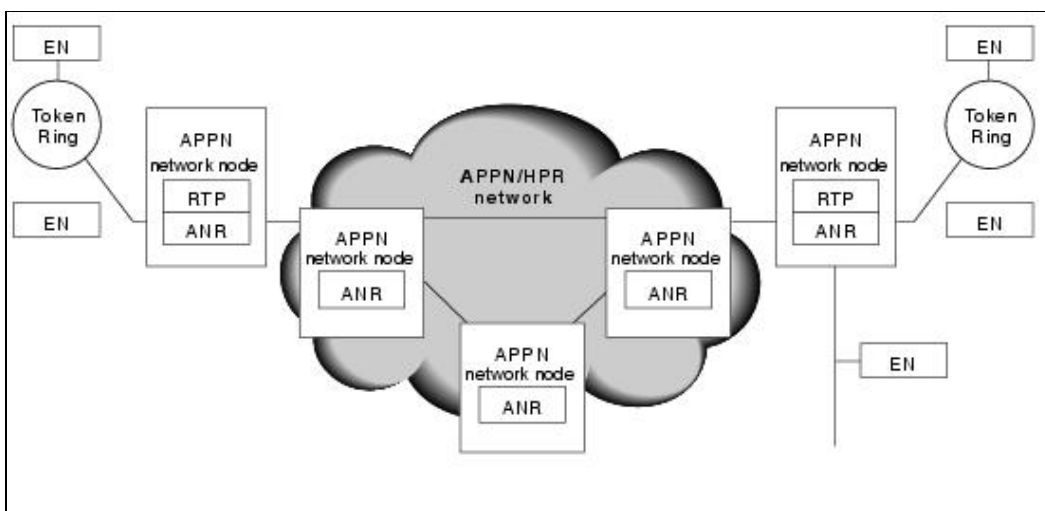 EN
Token
Ring
EN
APPN
network node
RTP
ANR
APPN/HPR
network
APPN
network node
ANR
APPN
network node
ANR
APPN
network node
ANR
APPN
network node
RTP
ANR
EN
Token
Ring
EN
EN